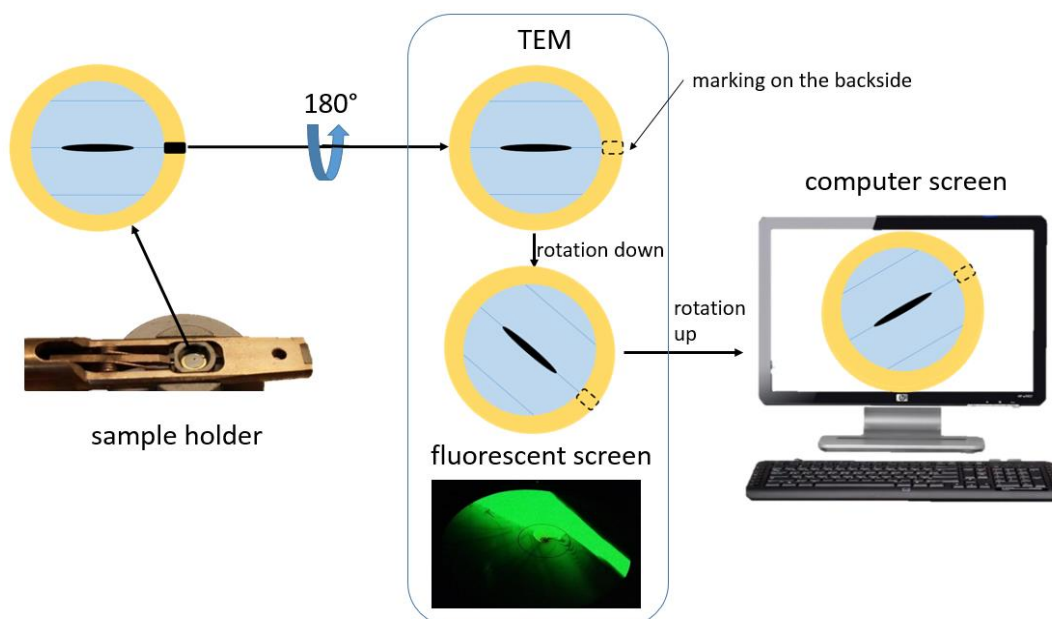 TEM
marking on the backside
180°
computer screen
rotation down
rotation
up
sample holder
fluorescent screen